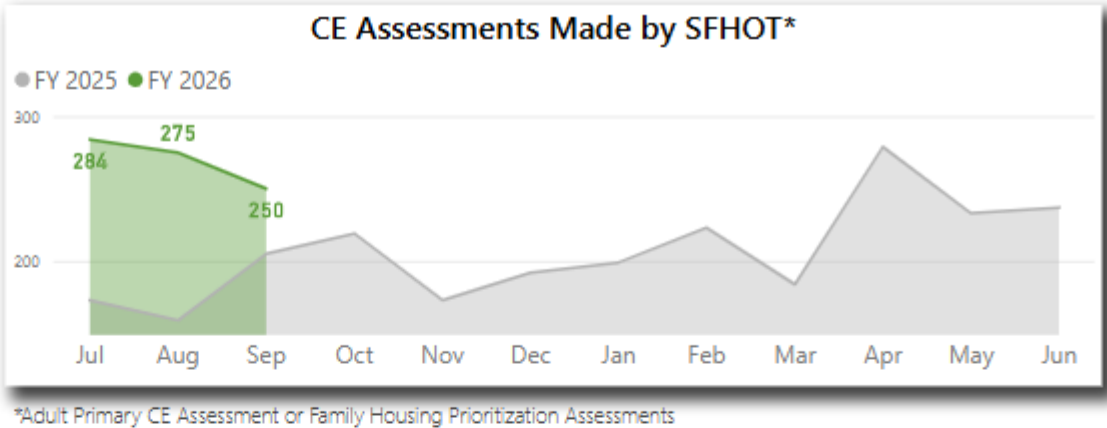 CE Assessments Made by SFHOT*
FY 2025 FY 2026
300
275
284
250
200
Jul Aug Sep Oct Nov Dec Jan Feb Mar Apr May Jun
*Adult Primary CE Assessment or Family Housing Prioritization Assessments